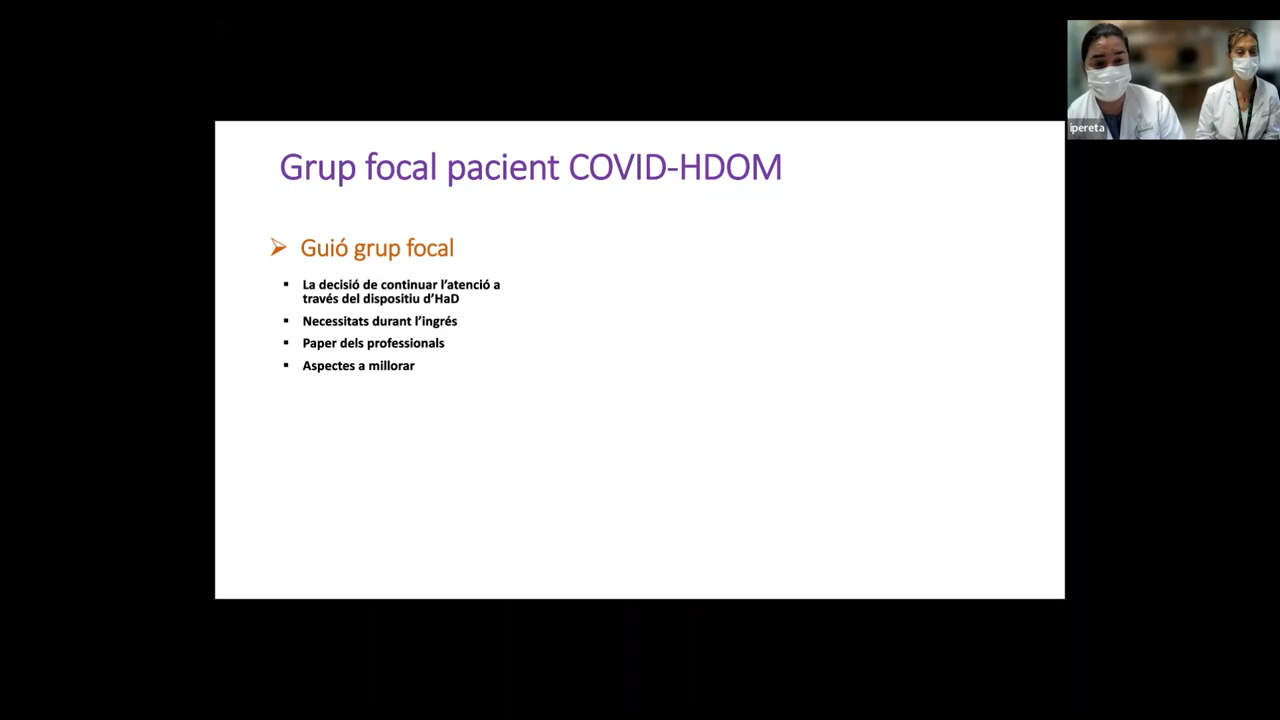 ipereta
Grup focal pacient COVID-HDOM
➢ Guió grup focal
▪ La decisió de continuar l'atenció a
través del dispositiu d'HaD
▪ Necessitats durant l'ingrés
▪ Paper dels professionals
▪ Aspectes a millorar